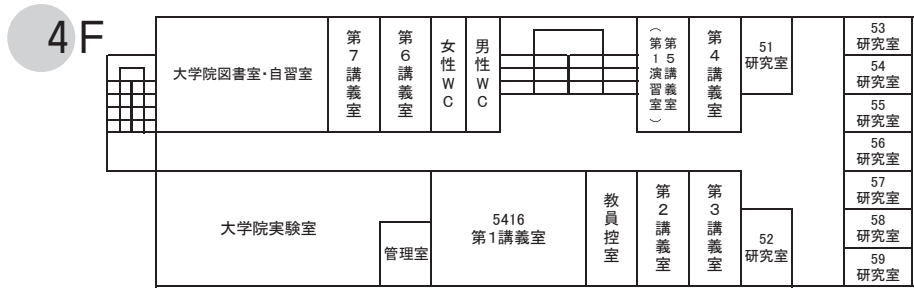 4F
大学院図書室・自習室
第7講義室
第6講義室
女性WC
男性WC
第5講義室
(第1演習室)
第4講義室
51
研究室
53
研究室
54
研究室
55
研究室
56
研究室
57
研究室
58
研究室
59
研究室
大学院実験室
管理室
5416
第1講義室
教員控室
第2講義室
第3講義室
52
研究室